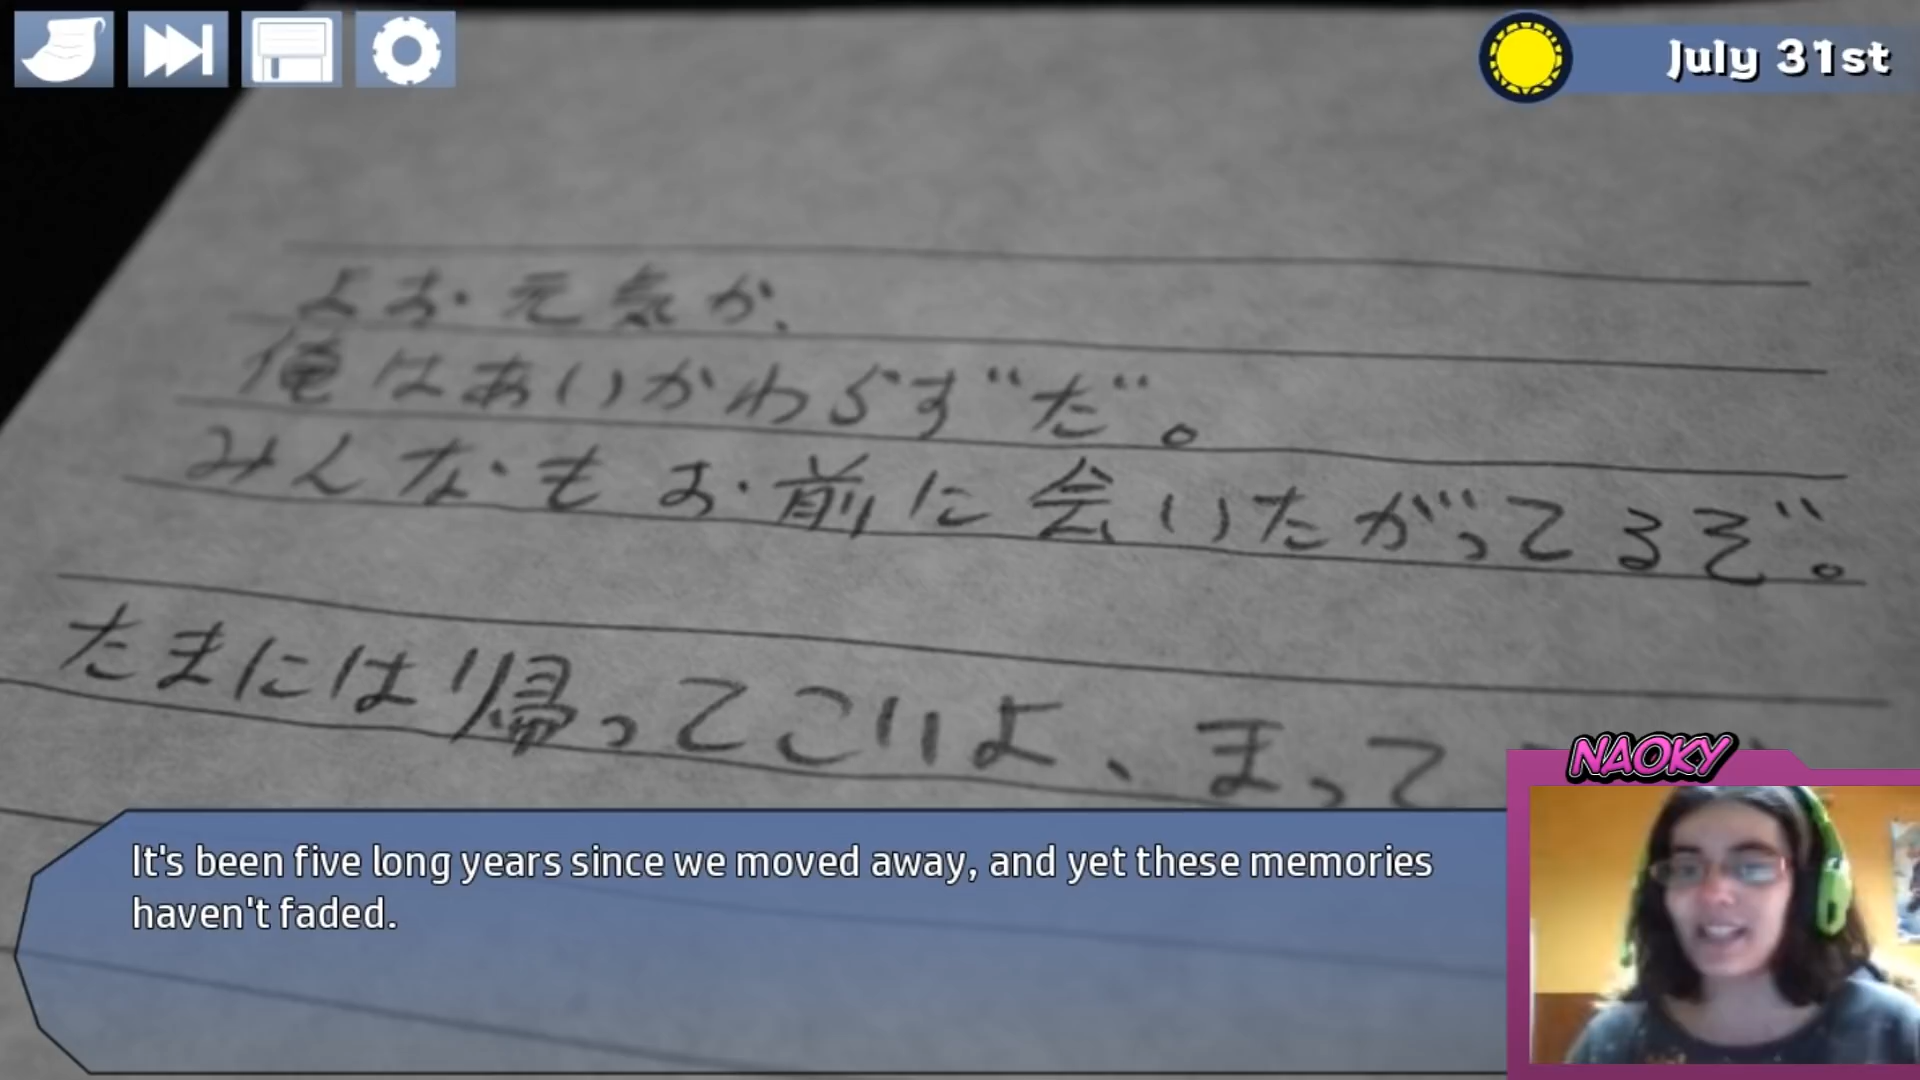 July 31st
よお元気か、
俺はあいかわらずだ。
みんなもお前に会いたがってるぞ。
たまには帰ってこいよ、まって
NAOKY
It's been five long years since we moved away, and yet these memories
haven't faded.